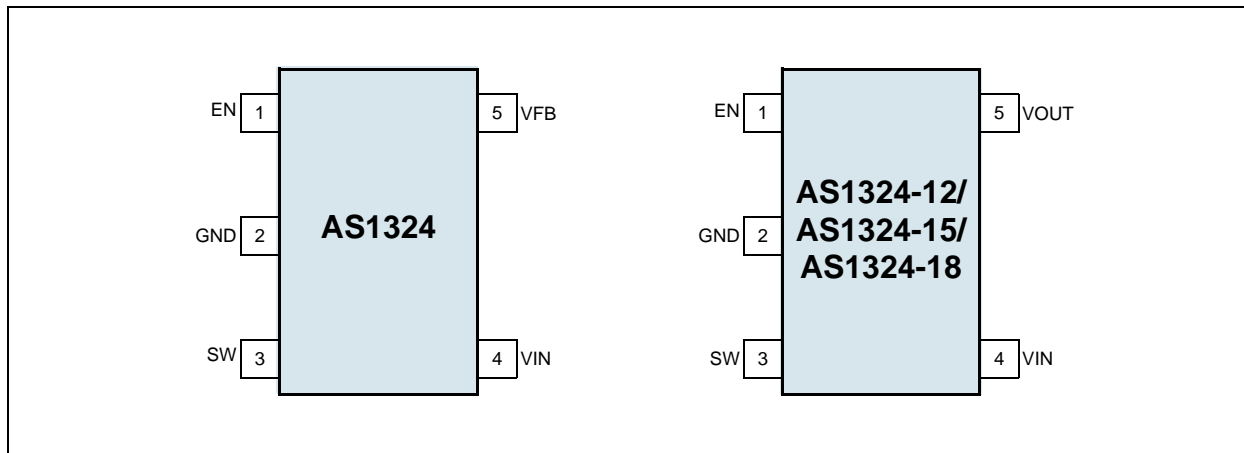 EN 1
5 VFB
AS1324
GND 2
SW 3
4 VIN
EN 1
5 VOUT
AS1324-12/
AS1324-15/
AS1324-18
GND 2
SW 3
4 VIN